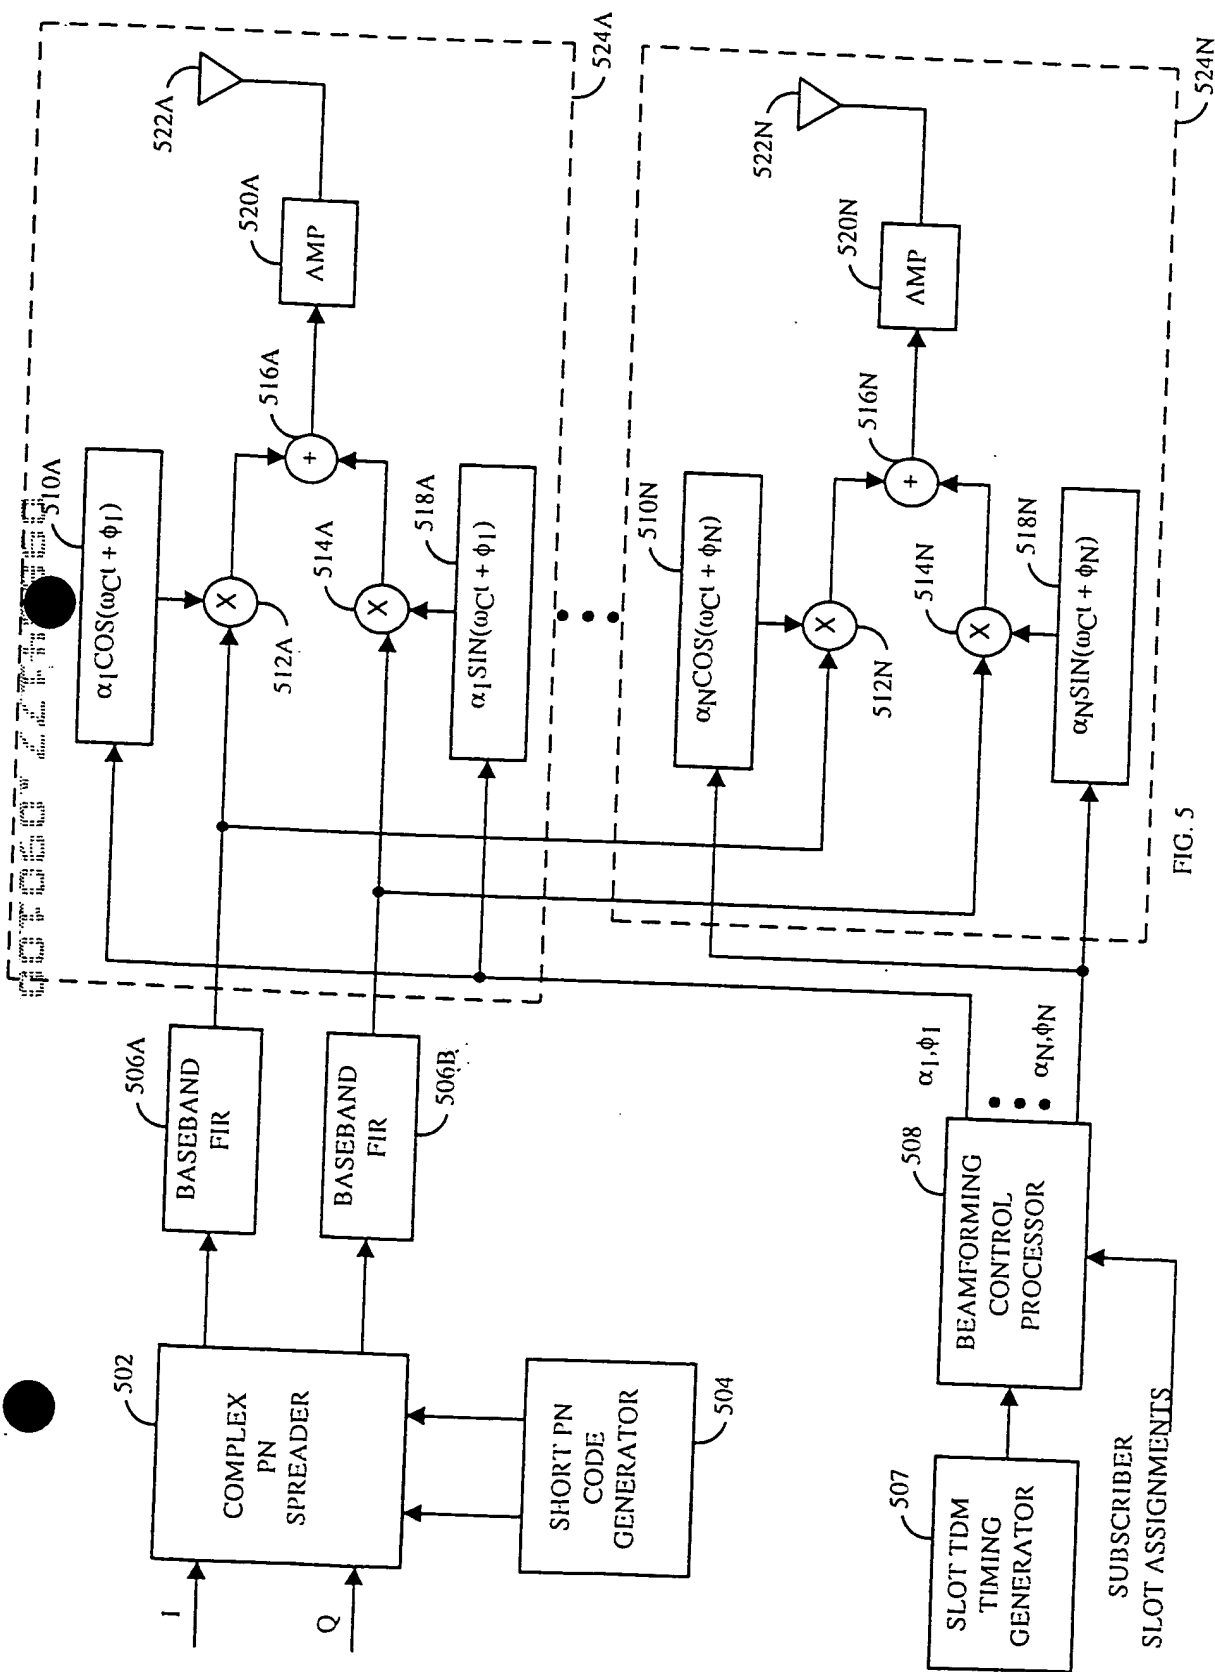 I
Q
COMPLEX
PN
SPREADER
502
SHORT PN
CODE
GENERATOR
504
BASEBAND
FIR
506A
BASEBAND
FIR
506B
SLOT TDM
TIMING
GENERATOR
507
SUBSCRIBER
SLOT ASSIGNMENTS
BEAMFORMING
CONTROL
PROCESSOR
508
α1,ϕ1
αN,ϕN
α1COS(ωCt + ϕ1)
510A
512A
514A
α1SIN(ωCt + ϕ1)
518A
X
X
+
516A
AMP
520A
522A
524A
αNCOS(ωCt + ϕN)
510N
512N
514N
αNSIN(ωCt + ϕN)
518N
X
X
+
516N
AMP
520N
522N
524N
FIG. 5